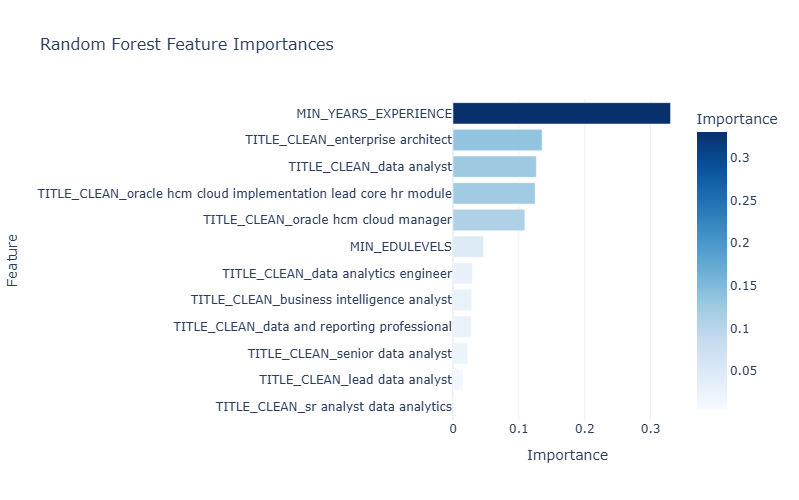 Random Forest Feature Importances
Feature
MIN_YEARS_EXPERIENCE
TITLE_CLEAN_enterprise architect
TITLE_CLEAN_data analyst
TITLE_CLEAN_oracle hcm cloud implementation lead core hr module
TITLE_CLEAN_oracle hcm cloud manager
MIN_EDULEVELS
TITLE_CLEAN_data analytics engineer
TITLE_CLEAN_business intelligence analyst
TITLE_CLEAN_data and reporting professional
TITLE_CLEAN_senior data analyst
TITLE_CLEAN_lead data analyst
TITLE_CLEAN_sr analyst data analytics
0 0.1 0.2 0.3
Importance
Importance
0.3
0.25
0.2
0.15
0.1
0.05